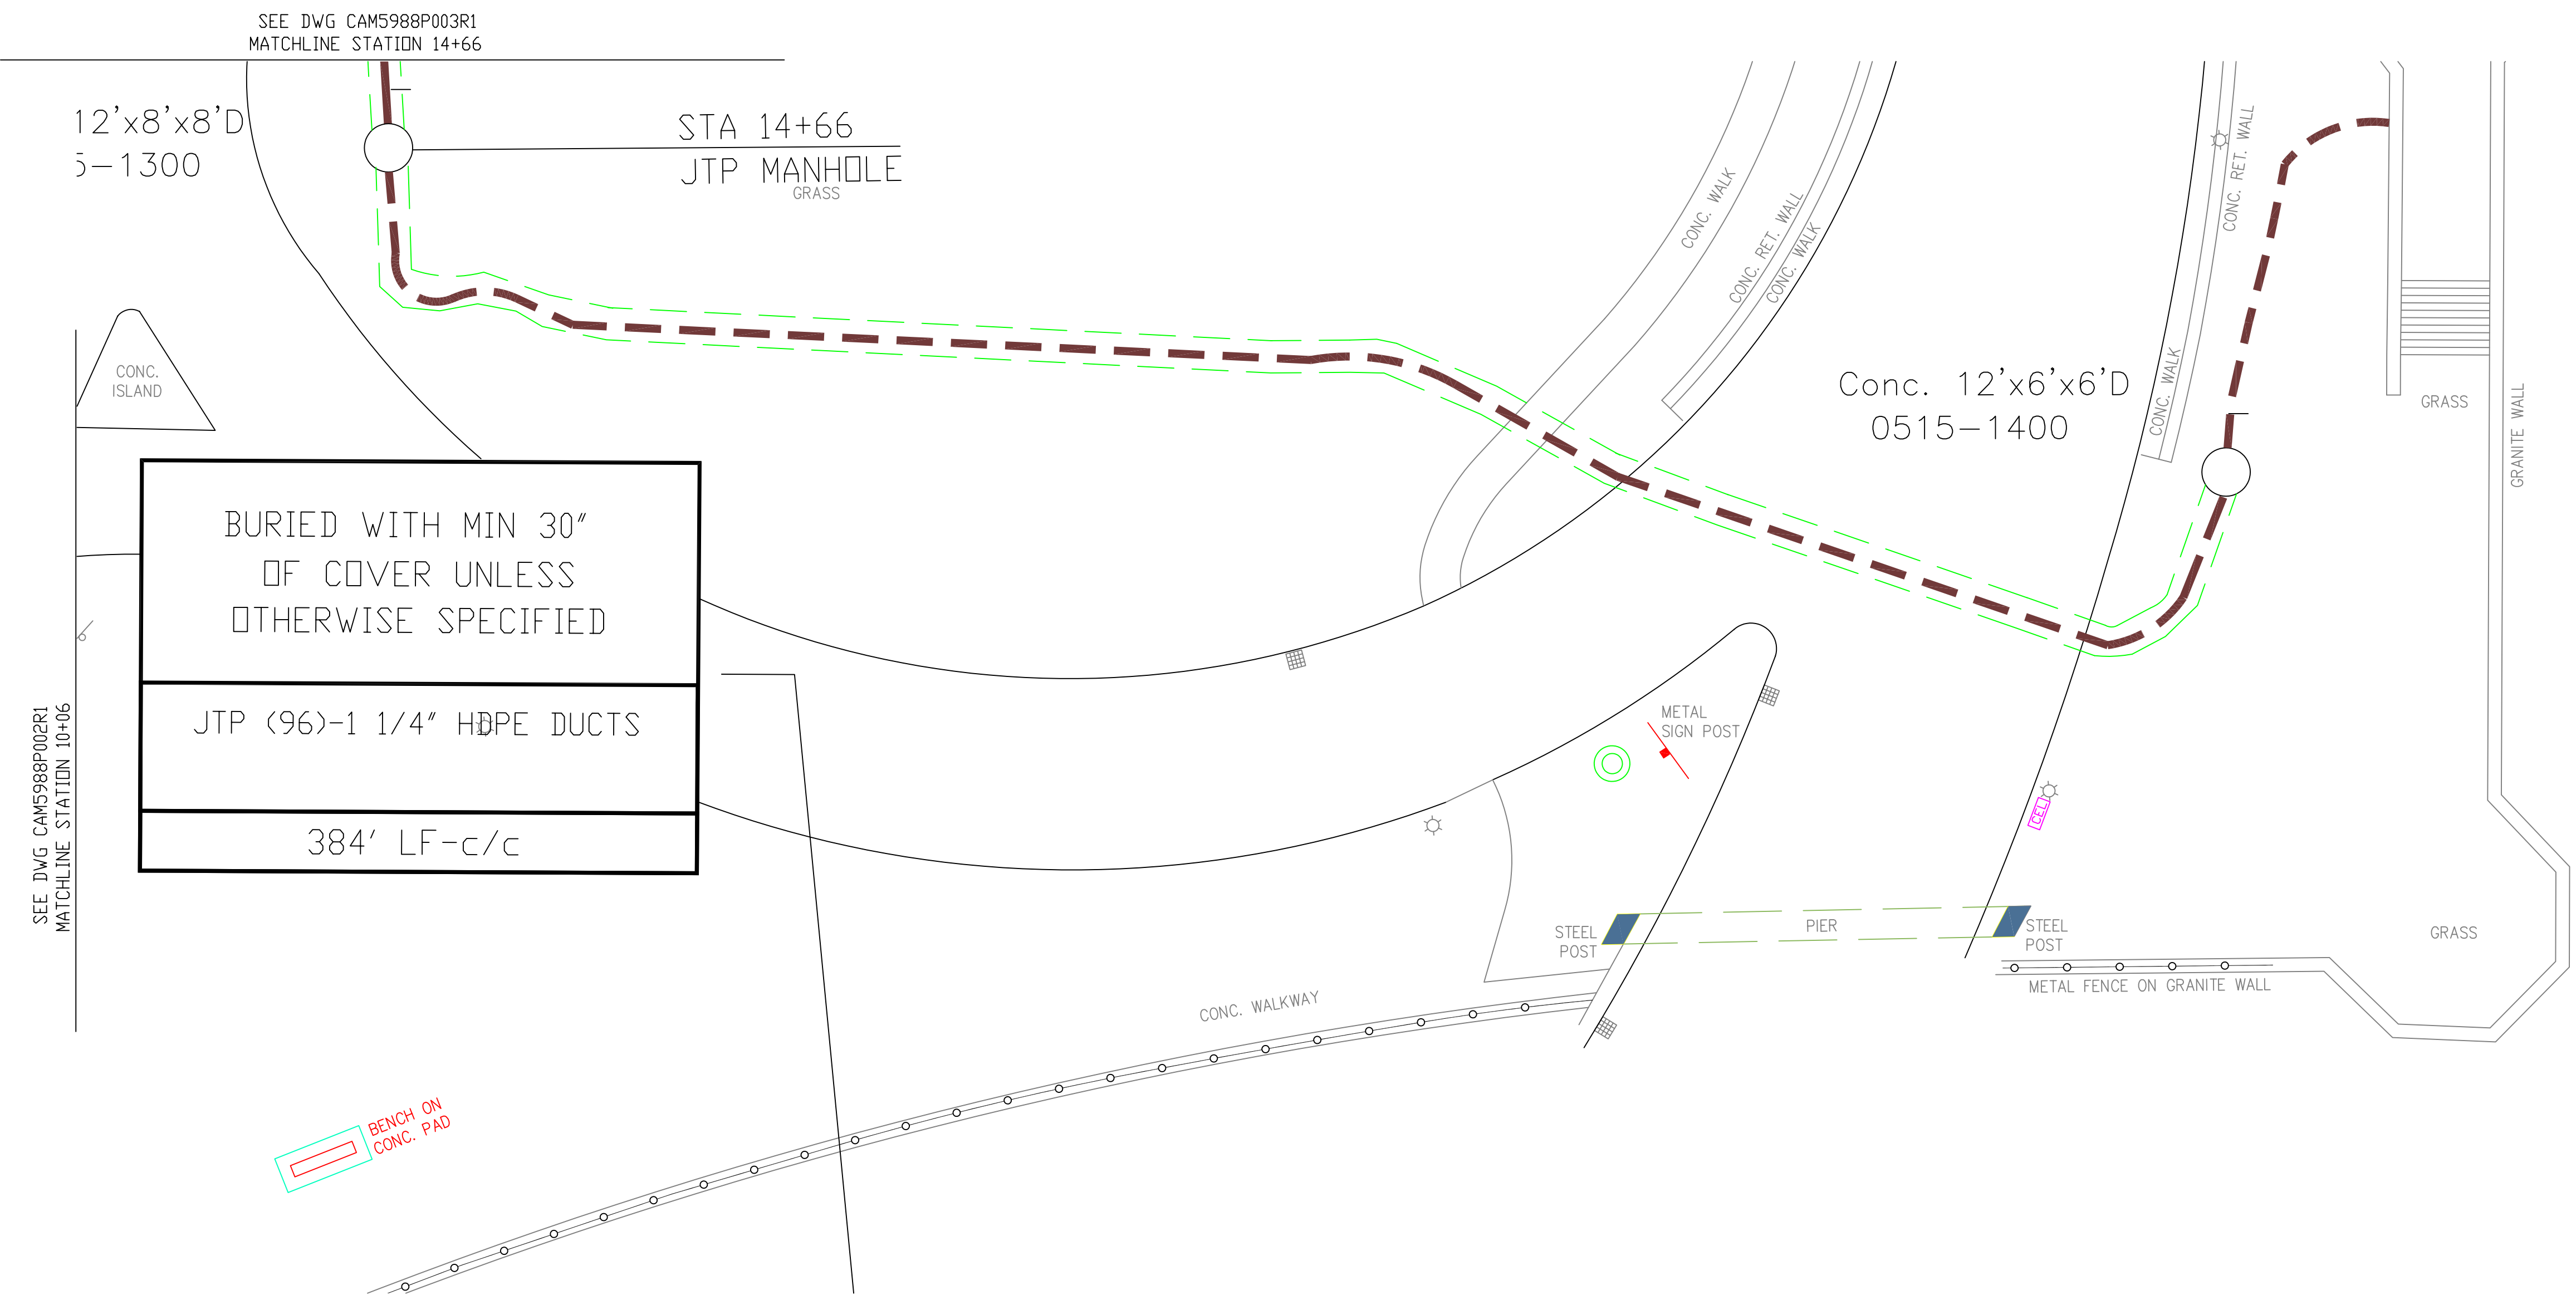 SEE DWG CAM5988P003R1
MATCHLINE STATION 14+66
12'x8'x8'D
5-1300
STA 14+66
JTP MANHOLE
GRASS
CONC. WALK
CONC. RET. WALL
CONC. WALK
CONC. RET. WALL
CONC. WALK
CONC.
ISLAND
Conc. 12'x6'x6'D
0515-1400
GRASS
GRANITE WALL
BURIED WITH MIN 30"
OF COVER UNLESS
OTHERWISE SPECIFIED
JTP (96)-1 1/4" HDPE DUCTS
384' LF-c/c
SEE DWG CAM5988P002R1
MATCHLINE STATION 10+06
METAL
SIGN POST
CEL
STEEL
POST
PIER
STEEL
POST
GRASS
METAL FENCE ON GRANITE WALL
CONC. WALKWAY
BENCH ON
CONC. PAD